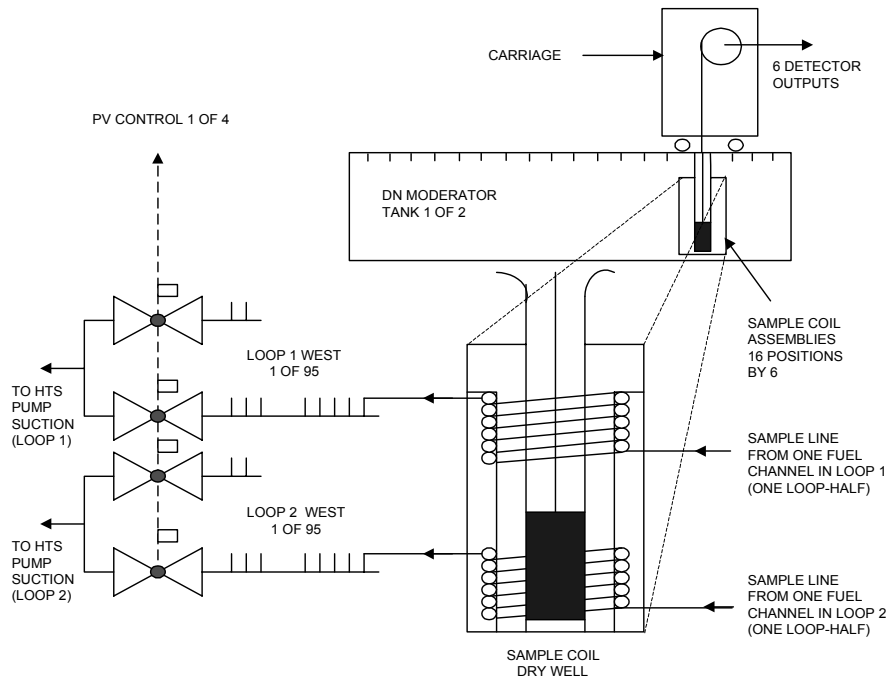 CARRIAGE
6 DETECTOR
OUTPUTS
PV CONTROL 1 OF 4
DN MODERATOR
TANK 1 OF 2
SAMPLE COIL
ASSEMBLIES
16 POSITIONS
BY 6
LOOP 1 WEST
1 OF 95
TO HTS
PUMP
SUCTION
(LOOP 1)
SAMPLE LINE
FROM ONE FUEL
CHANNEL IN LOOP 1
(ONE LOOP-HALF)
LOOP 2 WEST
1 OF 95
TO HTS
PUMP
SUCTION
(LOOP 2)
SAMPLE LINE
FROM ONE FUEL
CHANNEL IN LOOP 2
(ONE LOOP-HALF)
SAMPLE COIL
DRY WELL